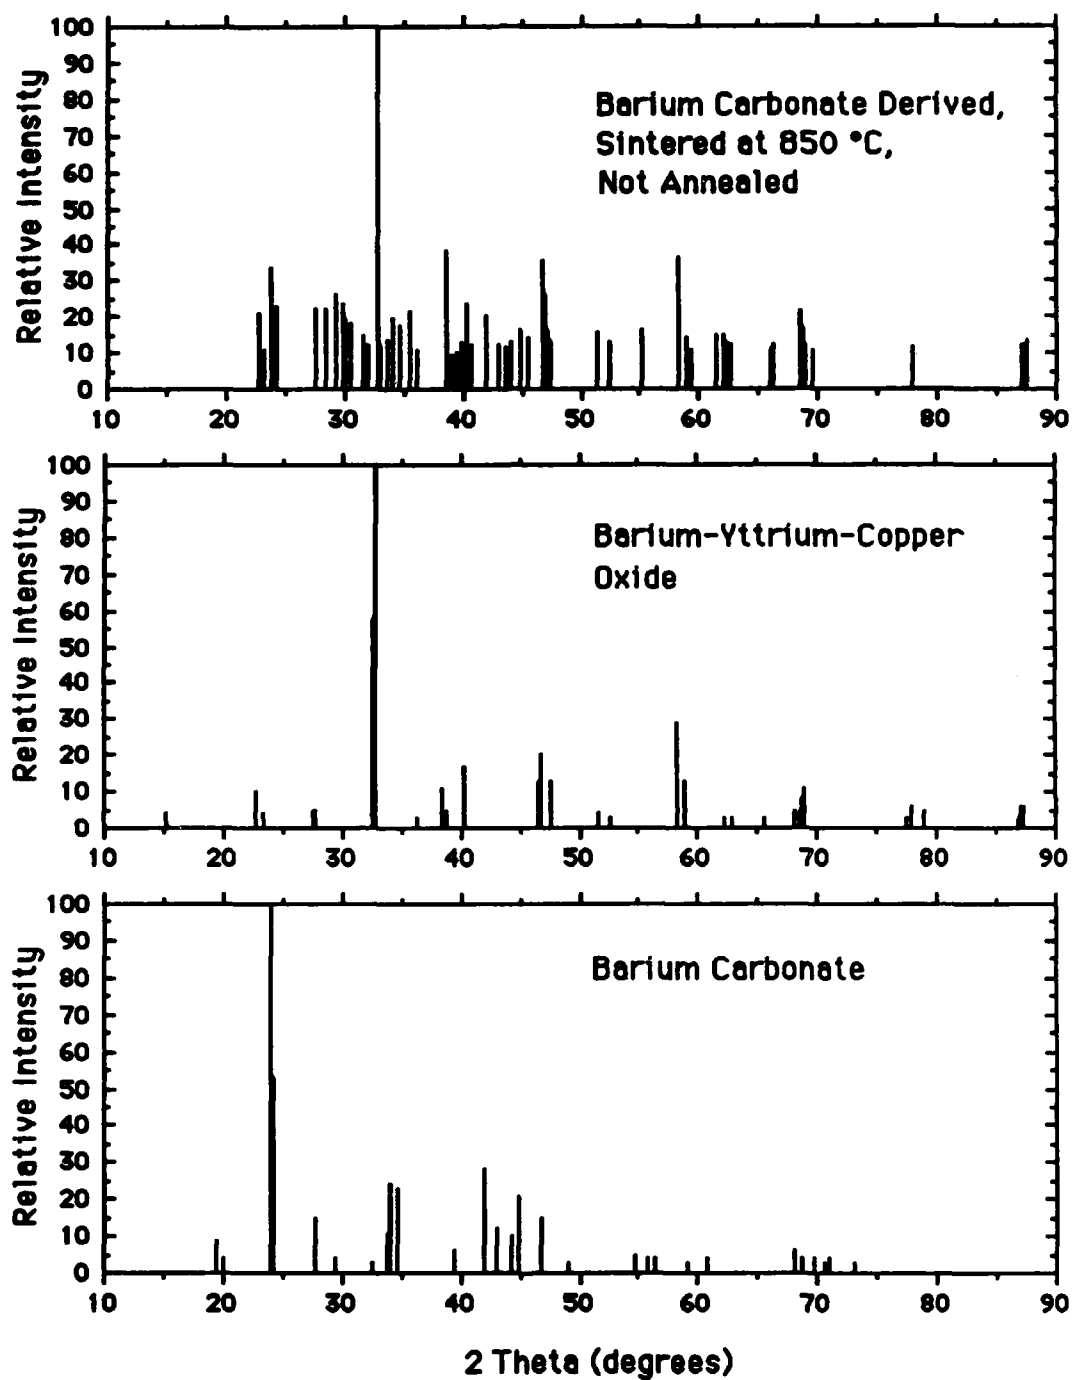 100
90
80
70
60
50
40
30
20
10
0
Relative Intensity
Barium Carbonate Derived,
Sintered at 850 °C,
Not Annealed
10 20 30 40 50 60 70 80 90
100
90
80
70
60
50
40
30
20
10
0
Relative Intensity
Barium-Yttrium-Copper
Oxide
10 20 30 40 50 60 70 80 90
100
90
80
70
60
50
40
30
20
10
0
Relative Intensity
Barium Carbonate
10 20 30 40 50 60 70 80 90
2 Theta (degrees)